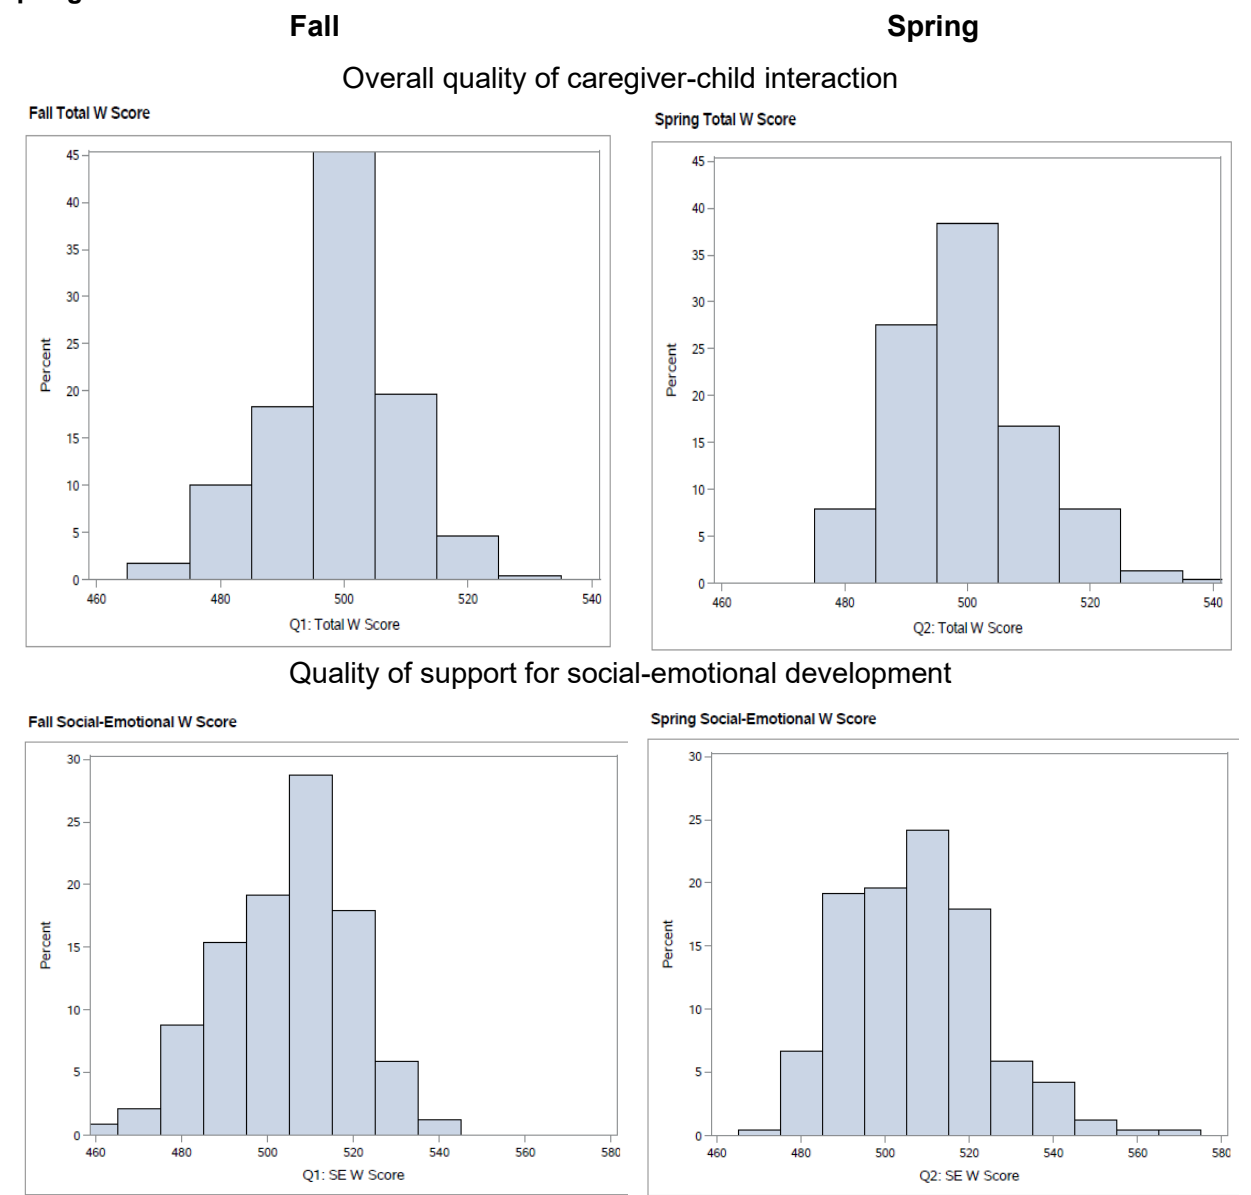 Fall Spring
Overall quality of caregiver-child interaction
Fall Total W Score
45
40
35
30
25
20
15
10
5
0
Percent
460 480 500 520 540
Q1: Total W Score
Spring Total W Score
45
40
35
30
25
20
15
10
5
0
Percent
460 480 500 520 540
Q2: Total W Score
Quality of support for social-emotional development
Fall Social-Emotional W Score
30
25
20
15
10
5
0
Percent
460 480 500 520 540 560 580
Q1: SE W Score
Spring Social-Emotional W Score
30
25
20
15
10
5
0
Percent
460 480 500 520 540 560 580
Q2: SE W Score